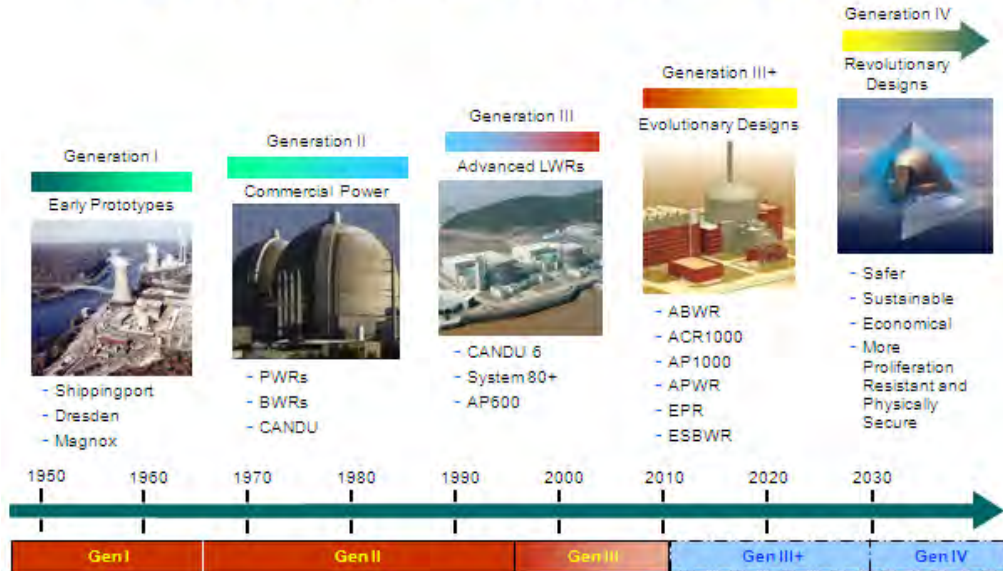 Generation I
Early Prototypes
- Shippingport
- Dresden
- Magnox
Generation II
Commercial Power
- PWRs
- BWRs
- CANDU
Generation III
Advanced LWRs
- CANDU 6
- System 80+
- AP600
Generation III+
Evolutionary Designs
- ABWR
- ACR1000
- AP1000
- APWR
- EPR
- ESBWR
Generation IV
Revolutionary
Designs
- Safer
- Sustainable
- Economical
- More
Proliferation
Resistant and
Physically
Secure
1950 1960 1970 1980 1990 2000 2010 2020 2030
Gen I Gen II Gen III Gen III+ Gen IV